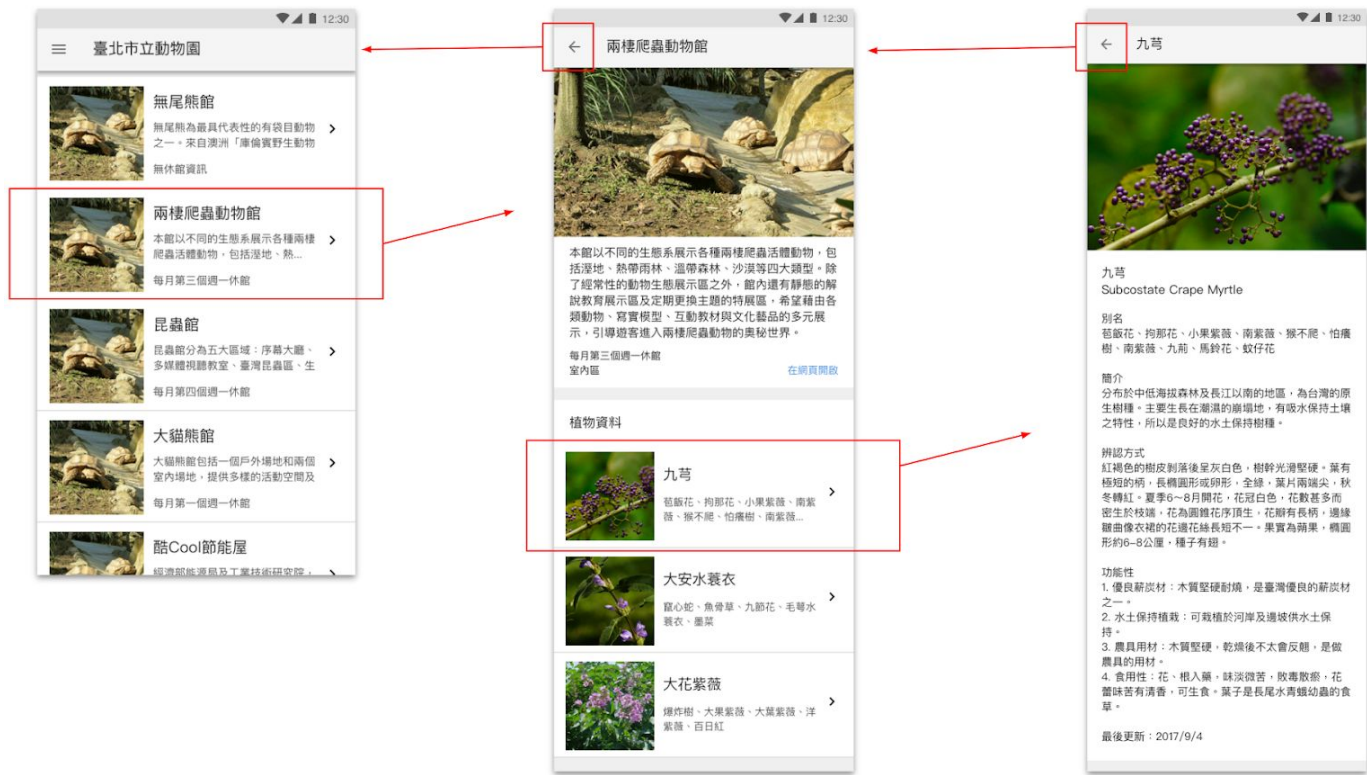 12:30
臺北市立動物園
無尾熊館
無尾熊為最具代表性的有袋目動物
之一。來自澳洲「庫倫賓野生動物
無休館資訊
兩棲爬蟲動物館
本館以不同的生態系展示各種兩棲
爬蟲活體動物，包括溼地、熱...
每月第三個週一休館
昆蟲館
昆蟲館分為五大區域：序幕大廳、
多媒體視聽教室、臺灣昆蟲區、生
每月第四個週一休館
大貓熊館
大貓熊館包括一個戶外場地和兩個
室內場地，提供多樣的活動空間及
每月第一個週一休館
酷Cool節能屋
經濟部能源局及工業技術研究院，
12:30
兩棲爬蟲動物館
本館以不同的生態系展示各種兩棲爬蟲活體動物，包
括溼地、熱帶雨林、溫帶森林、沙漠等四大類型。除
了經常性的動物生態展示區之外，館內還有靜態的解
說教育展示區及定期更換主題的特展區，希望藉由各
類動物、寫實模型、互動教材與文化藝品的多元展
示，引導遊客進入兩棲爬蟲動物的奧秘世界。
每月第三個週一休館
室內區
在網頁開啟
植物資料
九芎
苞飯花、拘那花、小果紫薇、南紫
薇、猴不爬、怕癢樹、南紫薇...
大安水蓑衣
竄心蛇、魚骨草、九節花、毛萼水
蓑衣、墨菜
大花紫薇
爆炸樹、大果紫薇、大葉紫薇、洋
紫薇、百日紅
12:30
九芎
九芎
Subcostate Crape Myrtle
別名
苞飯花、拘那花、小果紫薇、南紫薇、猴不爬、怕癢
樹、南紫薇、九荊、馬鈴花、蚊仔花
簡介
分布於中低海拔森林及長江以南的地區，為台灣的原
生樹種。主要生長在潮濕的崩塌地，有吸水保持土壤
之特性，所以是良好的水土保持樹種。
辨認方式
紅褐色的樹皮剝落後呈灰白色，樹幹光滑堅硬。葉有
極短的柄，長橢圓形或卵形，全緣，葉片兩端尖，秋
冬轉紅。夏季6～8月開花，花冠白色，花數甚多而
密生於枝端，花為圓錐花序頂生，花瓣有長柄，邊緣
皺曲像衣裙的花邊花絲長短不一。果實為蒴果，橢圓
形約6–8公厘，種子有翅。
功能性
1. 優良薪炭材：木質堅硬耐燒，是臺灣優良的薪炭材
之一。
2. 水土保持植栽：可栽植於河岸及邊坡供水土保
持。
3. 農具用材：木質堅硬，乾燥後不太會反翹，是做
農具的用材。
4. 食用性：花、根入藥，味淡微苦，敗毒散瘀，花
蕾味苦有清香，可生食。葉子是長尾水青蛾幼蟲的食
草。
最後更新：2017/9/4